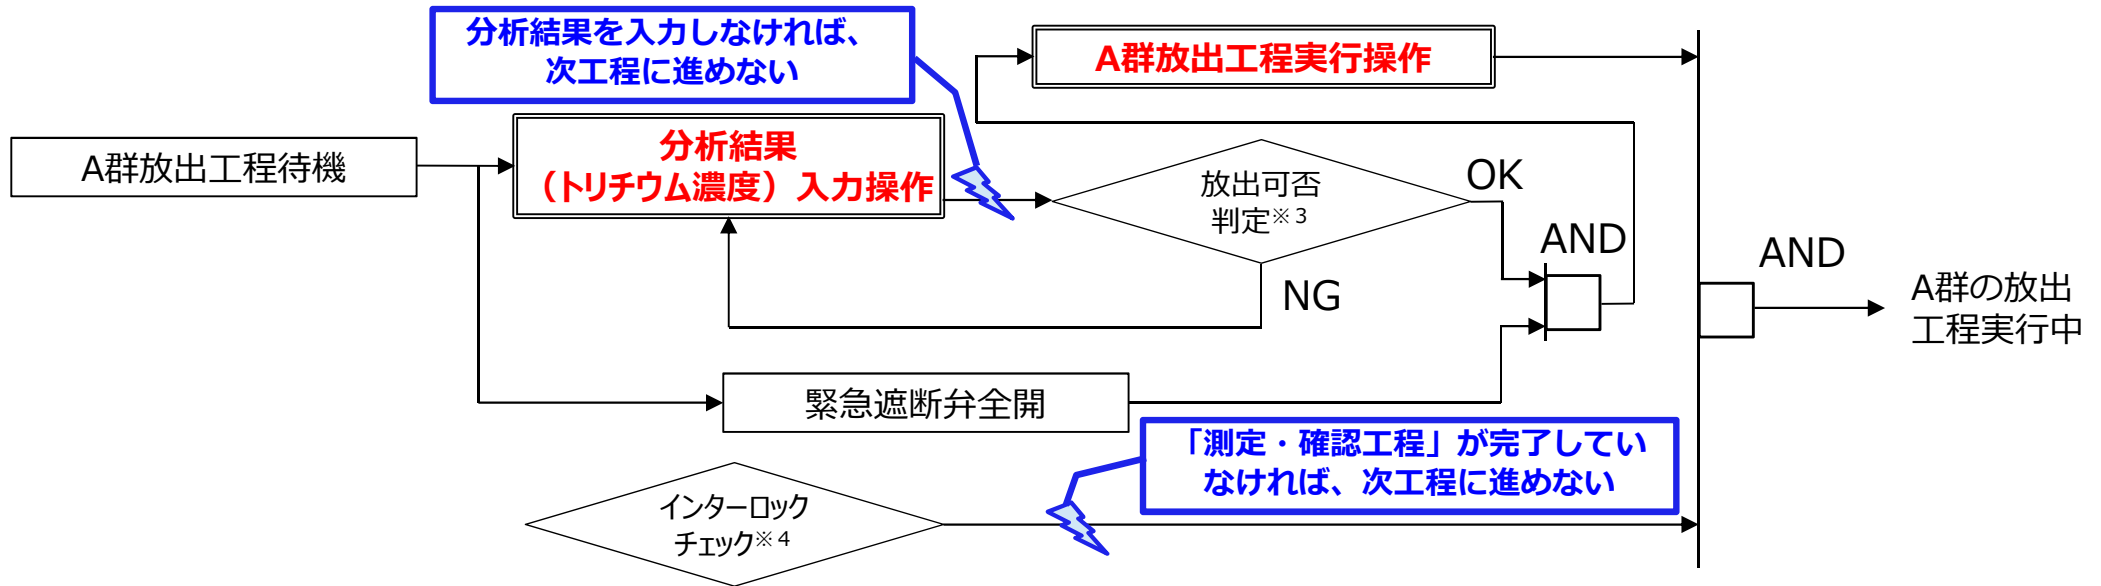 分析結果を入力しなければ、
次工程に進めない
A群放出工程実行操作
A群放出工程待機
分析結果
（トリチウム濃度）入力操作
放出可否
判定※3
OK
NG
AND
AND
A群の放出
工程実行中
緊急遮断弁全開
「測定・確認工程」が完了してい
なければ、次工程に進めない
インターロック
チェック※4